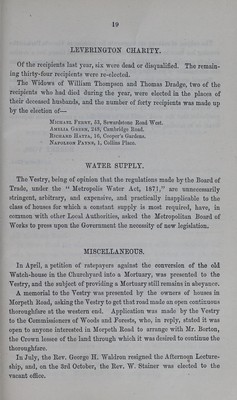 19
LEVERINGTON CHARITY.
Of the recipients last year, six were dead or disqualified. The remain-
ing thirty-four recipients were re-elected.
The Widows of William Thompson and Thomas Dradge, two of the
recipients who had died during the year, were elected in the places of
their deceased husbands, and the number of forty recipients was made up
by the election of—
Michael Ferry, 53, Sewardstone Road West.
Amelia Green, 248, Cambridge Road.
Richard Hatta, 16, Cooper's Gardens.
Napoleon Payne, 1, Collins Place.
WATER SUPPLY.
The Vestry, being of opinion that the regulations made by the Board of
Trade, under the "Metropolis Water Act, 1871," are unnecessarily
stringent, arbitrary, and expensive, and practically inapplicable to the
class of houses for which a constant supply is most required, have, in
common with other Local Authorities, asked the Metropolitan Board of
Works to press upon the Government the necessity of new legislation.
MISCELLANEOUS.
In April, a petition of ratepayers against the conversion of the old
Watch-house in the Churchyard into a Mortuary, was presented to the
Vestry, and the subject of providing a Mortuary still remains in abeyance.
A memorial to the Vestry was presented by the owners of houses in
Morpeth Road, asking the Vestry to get that road made an open continuous
thoroughfare at the western end. Application was made by the Vestry
to the Commissioners of Woods and Forests, who, in reply, stated it was
open to anyone interested in Morpeth Road to arrange with Mr. Borton,
the Crown lessee of the land through which it was desired to continue the
thoroughfare.
In July, the Rev. George H. Waldron resigned the Afternoon Lecture-
ship, and, on the 3rd October, the Rev. W. Stainer was elected to the
vacant office.